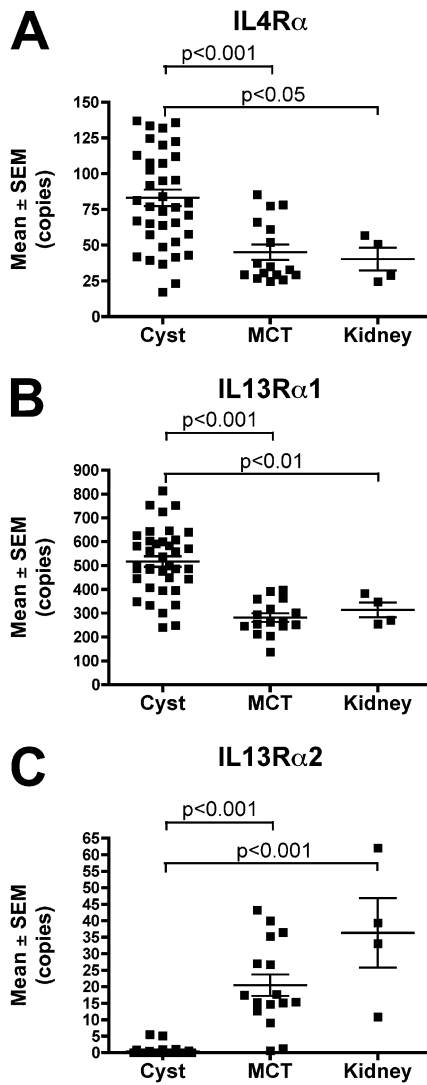 A
IL4Rα
p<0.001
p<0.05
Mean ± SEM
(copies)
150
125
100
75
50
25
0
Cyst MCT Kidney
B
IL13Rα1
p<0.001
p<0.01
Mean ± SEM
(copies)
900
800
700
600
500
400
300
200
100
0
Cyst MCT Kidney
C
IL13Rα2
p<0.001
p<0.001
Mean ± SEM
(copies)
65
60
55
50
45
40
35
30
25
20
15
10
5
0
Cyst MCT Kidney